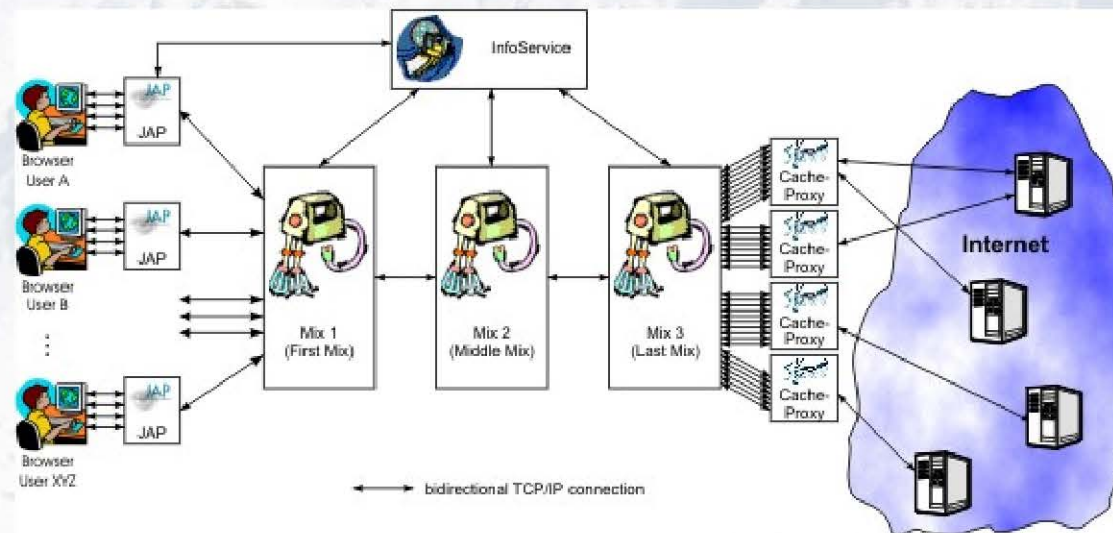 InfoService
JAP
JAP
Browser
User A
JAP
JAP
Browser
User B
JAP
JAP
Browser
User XYZ
Mix 1
(First Mix)
Mix 2
(Middle Mix)
Mix 3
(Last Mix)
Cache-
Proxy
Cache-
Proxy
Cache-
Proxy
Cache-
Proxy
Internet
bidirectional TCP/IP connection